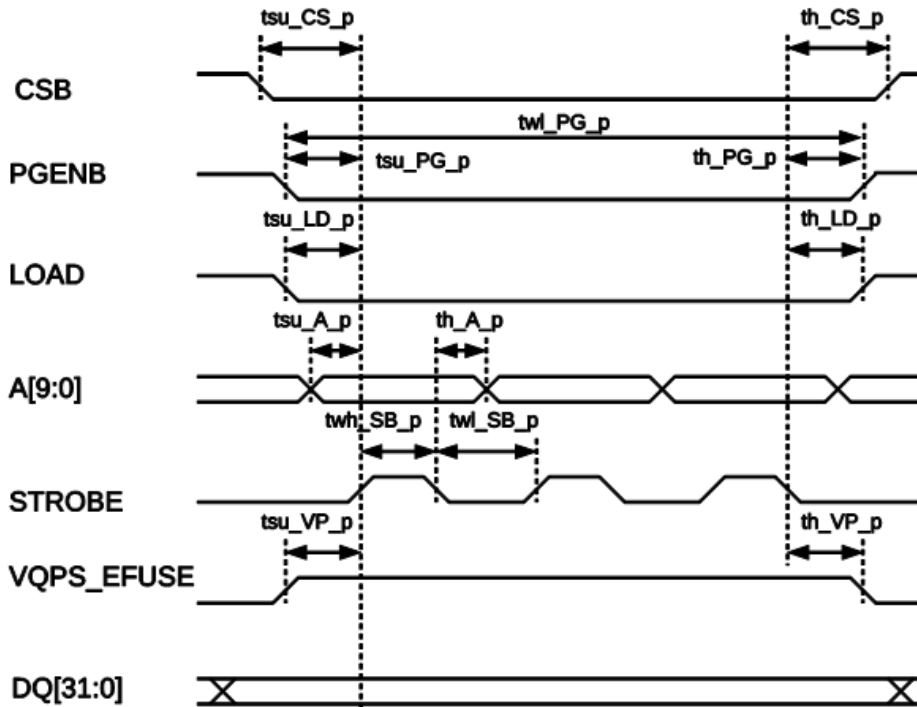 tsu_CS_p th_CS_p
CSB
twl_PG_p
PGENB tsu_PG_p th_PG_p
tsu_LD_p th_LD_p
LOAD
tsu_A_p th_A_p
A[9:0]
twh_SB_p twl_SB_p
STROBE
tsu_VP_p th_VP_p
VQPS_EFUSE
DQ[31:0]